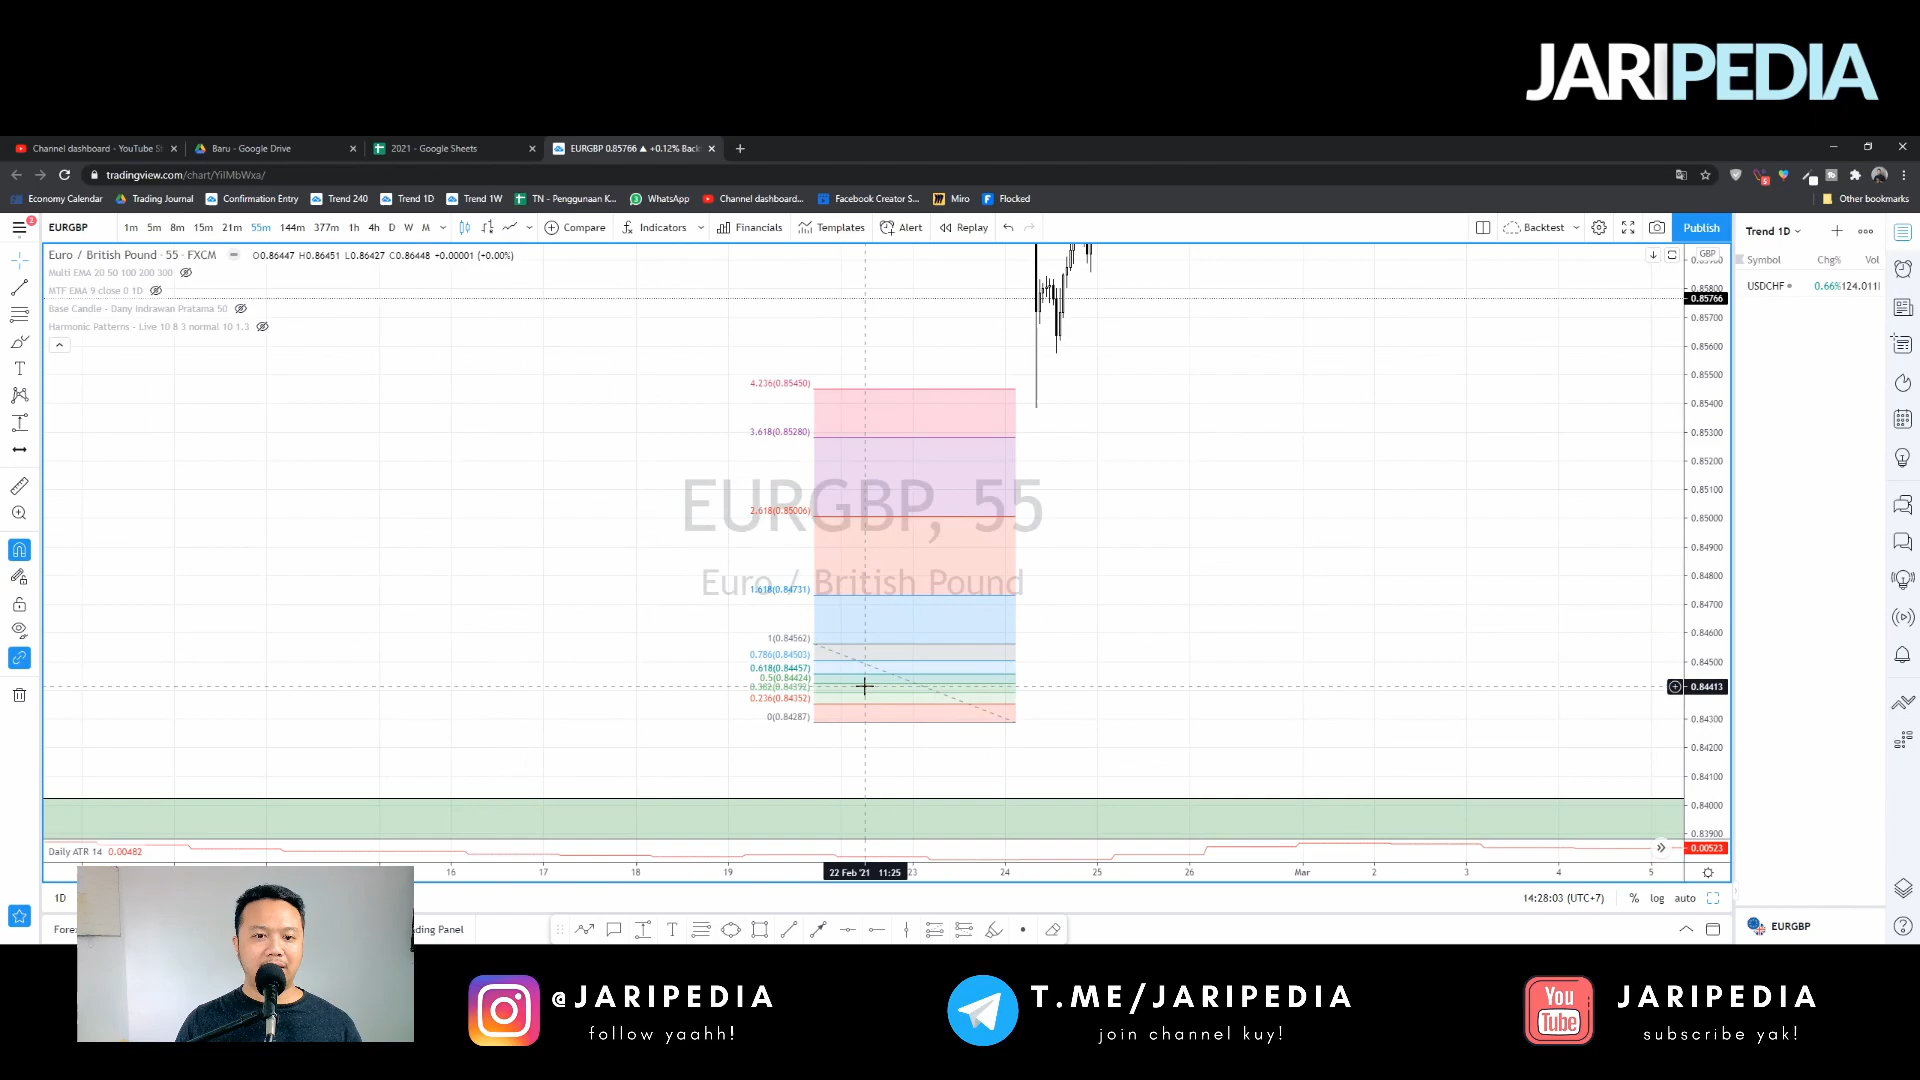 JARIPEDIA
Channel dashboard - YouTube St
Baru - Google Drive
2021 - Google Sheets
EURGBP 0.85766 ▲ +0.12% Back
tradingview.com/chart/YiIMbWxa/
Economy Calendar
Trading Journal
Confirmation Entry
Trend 240
Trend 1D
Trend 1W
TN - Penggunaan K...
WhatsApp
Channel dashboard...
Facebook Creator S...
Miro
Flocked
Other bookmarks
EURGBP
1m 5m 8m 15m 21m 55m 144m 377m 1h 4h D W M
Compare
Indicators
Financials
Templates
Alert
Replay
Backtest
Publish
Trend 1D
Euro / British Pound · 55 · FXCM
O0.86447 H0.86451 L0.86427 C0.86448 +0.00001 (+0.00%)
GBP
Symbol Chg% Vol
Multi EMA 20 50 100 200 300
USDCHF 0.66% 124.011
MTF EMA 9 close 0 1D
Base Candle - Dany Indrawan Pratama 50
Harmonic Patterns - Live 10 8 3 normal 10 1.3
0.85800
0.85766
0.85700
0.85600
0.85500
0.85400
0.85300
0.85200
0.85100
0.85000
0.84900
0.84800
0.84700
0.84600
0.84500
0.84413
0.84300
0.84200
0.84100
0.84000
0.83900
4.236(0.85450)
3.618(0.85280)
2.618(0.85006)
1.618(0.84731)
1(0.84562)
0.786(0.84503)
0.618(0.84457)
0.5(0.84424)
0.382(0.84392)
0.236(0.84352)
0(0.84287)
EURGBP, 55
Euro / British Pound
Daily ATR 14 0.00482
0.00523
16 17 18 19
22 Feb '21 11:25
23 24 25 26 Mar 2 3 4 5
1D
14:28:03 (UTC+7)
% log auto
Fore
ding Panel
EURGBP
@JARIPEDIA
follow yaahh!
T.ME/JARIPEDIA
join channel kuy!
You Tube
JARIPEDIA
subscribe yak!